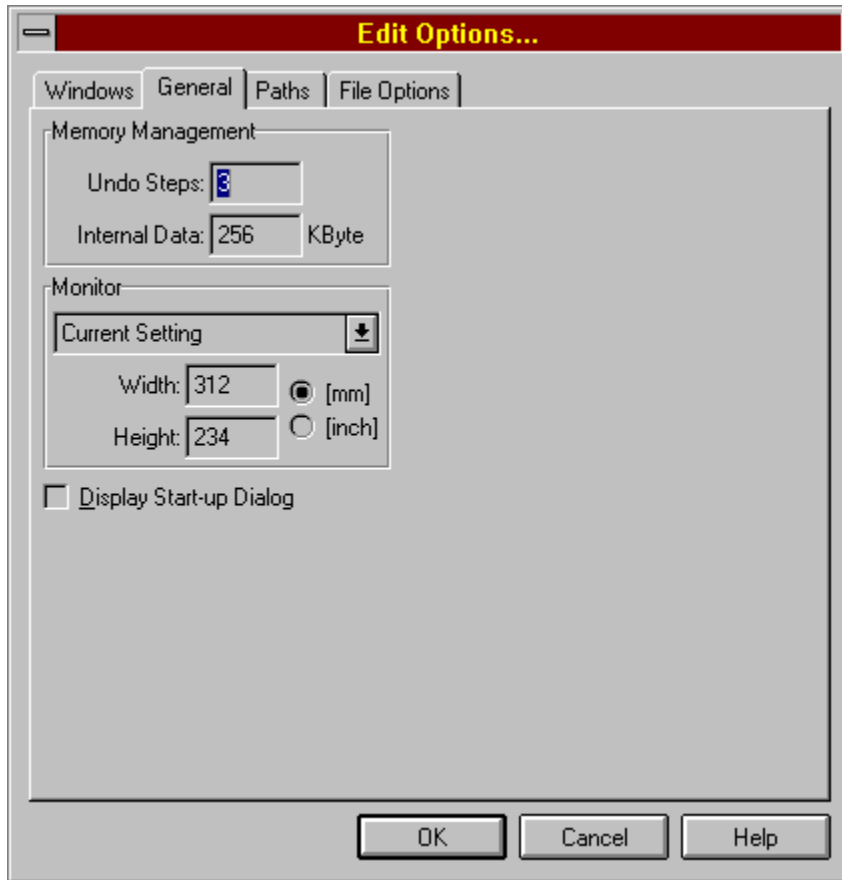 Edit Options...
Windows General Paths File Options
Memory Management
Undo Steps: 3
Internal Data: 256 KByte
Monitor
Current Setting
Width: 312 [mm]
Height: 234 [inch]
Display Start-up Dialog
OK Cancel Help